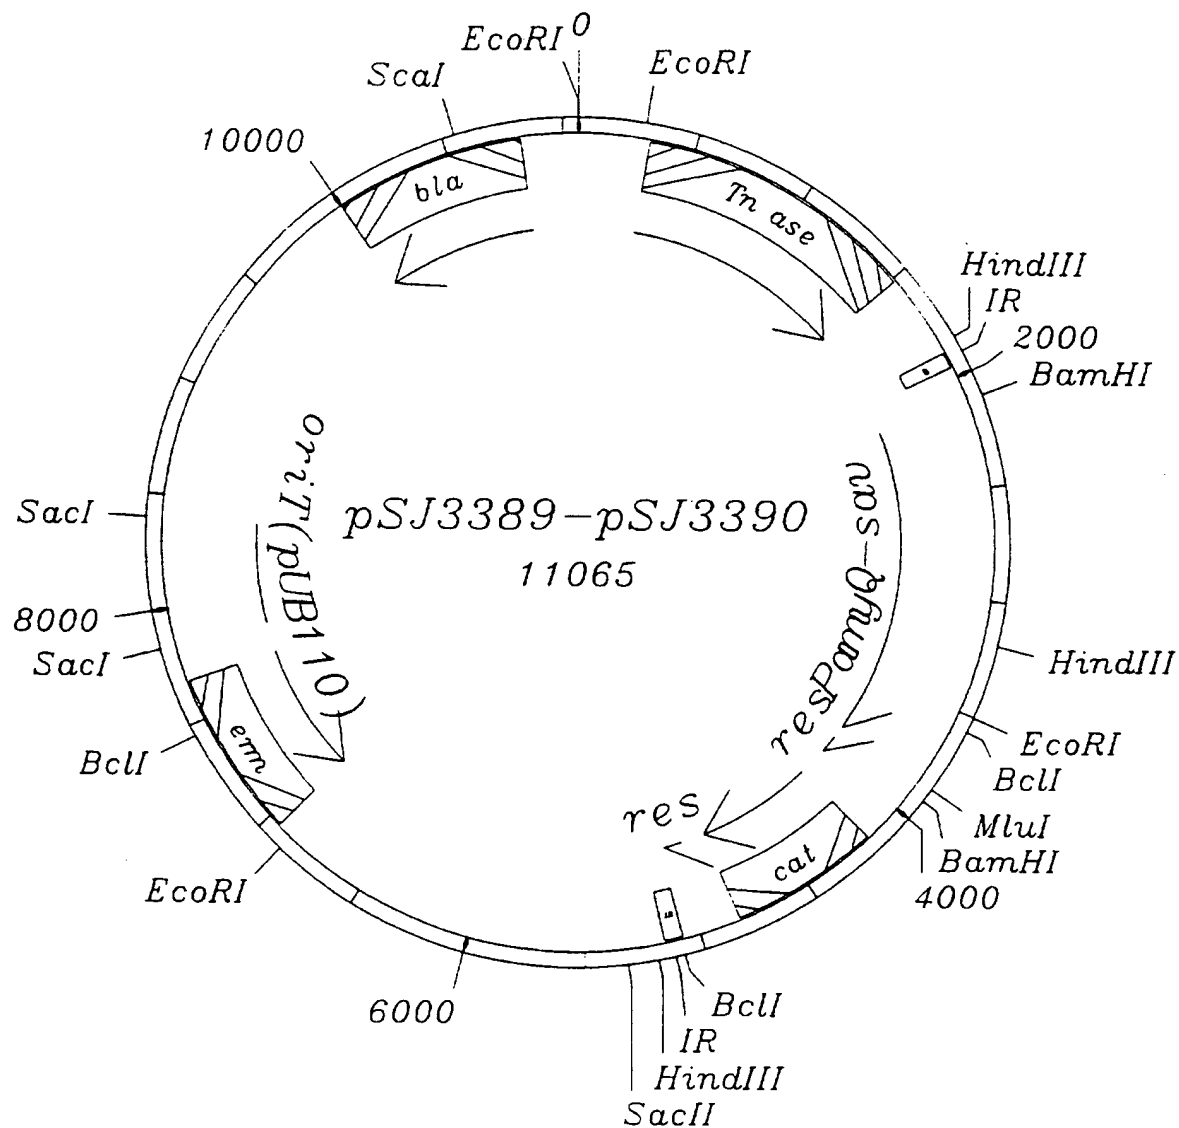 EcoRI
0
EcoRI
ScaI
10000
bla
Tn ase
HindIII
IR
2000
BamHI
oriT(pUB110)
pSJ3389-pSJ3390
11065
resPamyQ-sav
SacI
8000
SacI
HindIII
erm
BclI
EcoRI
BclI
res
MluI
cat
BamHI
4000
EcoRI
6000
BclI
IR
HindIII
SacII